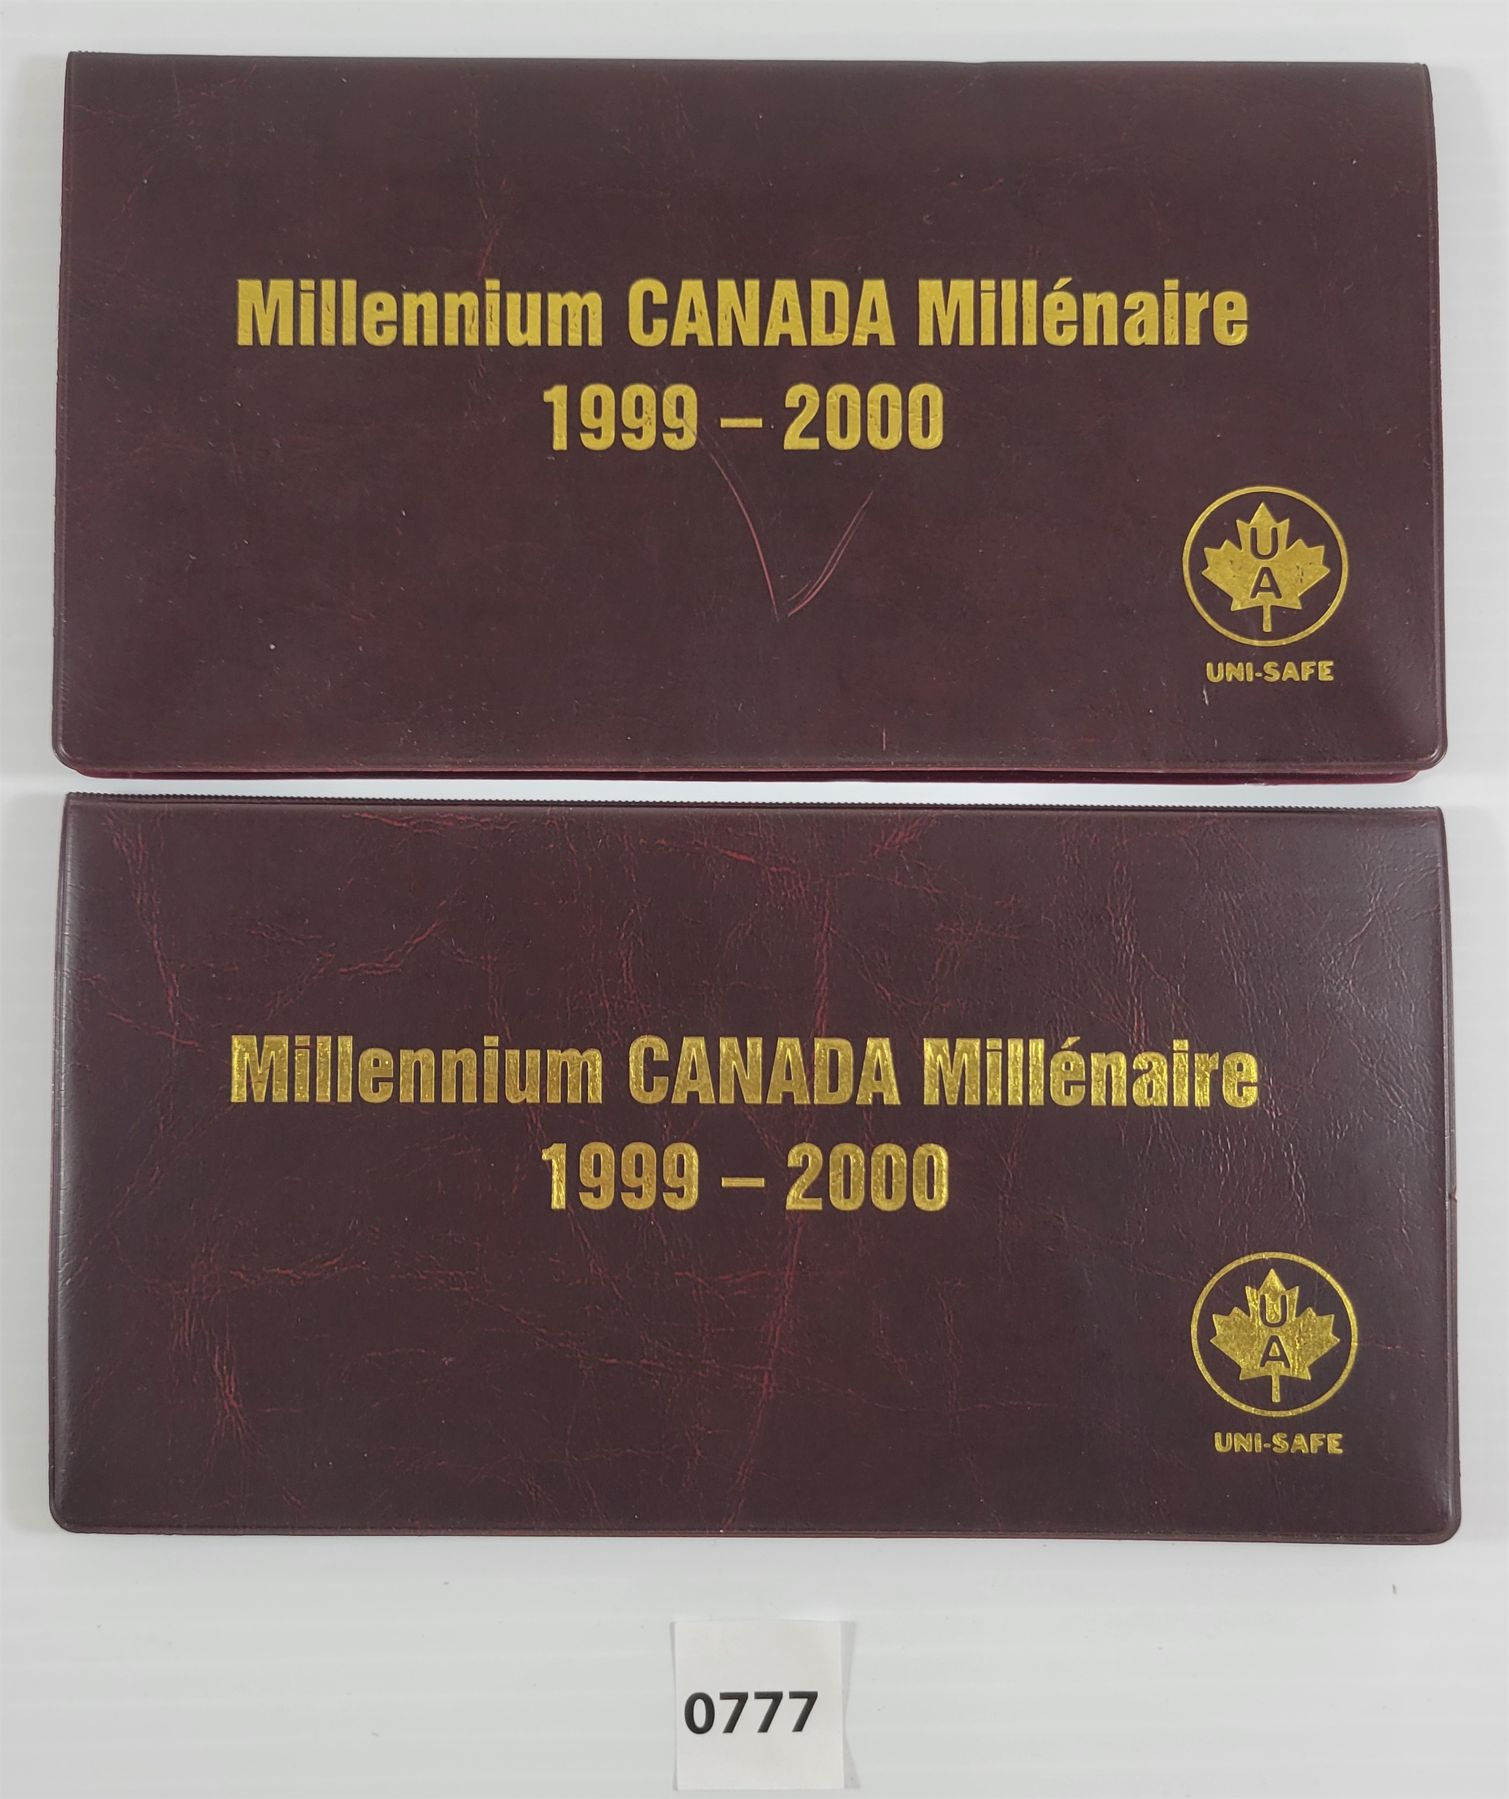 Millennium CANADA Millénaire
1999 – 2000
UA
UNI-SAFE
Millennium CANADA Millénaire
1999 – 2000
UA
UNI-SAFE
0777